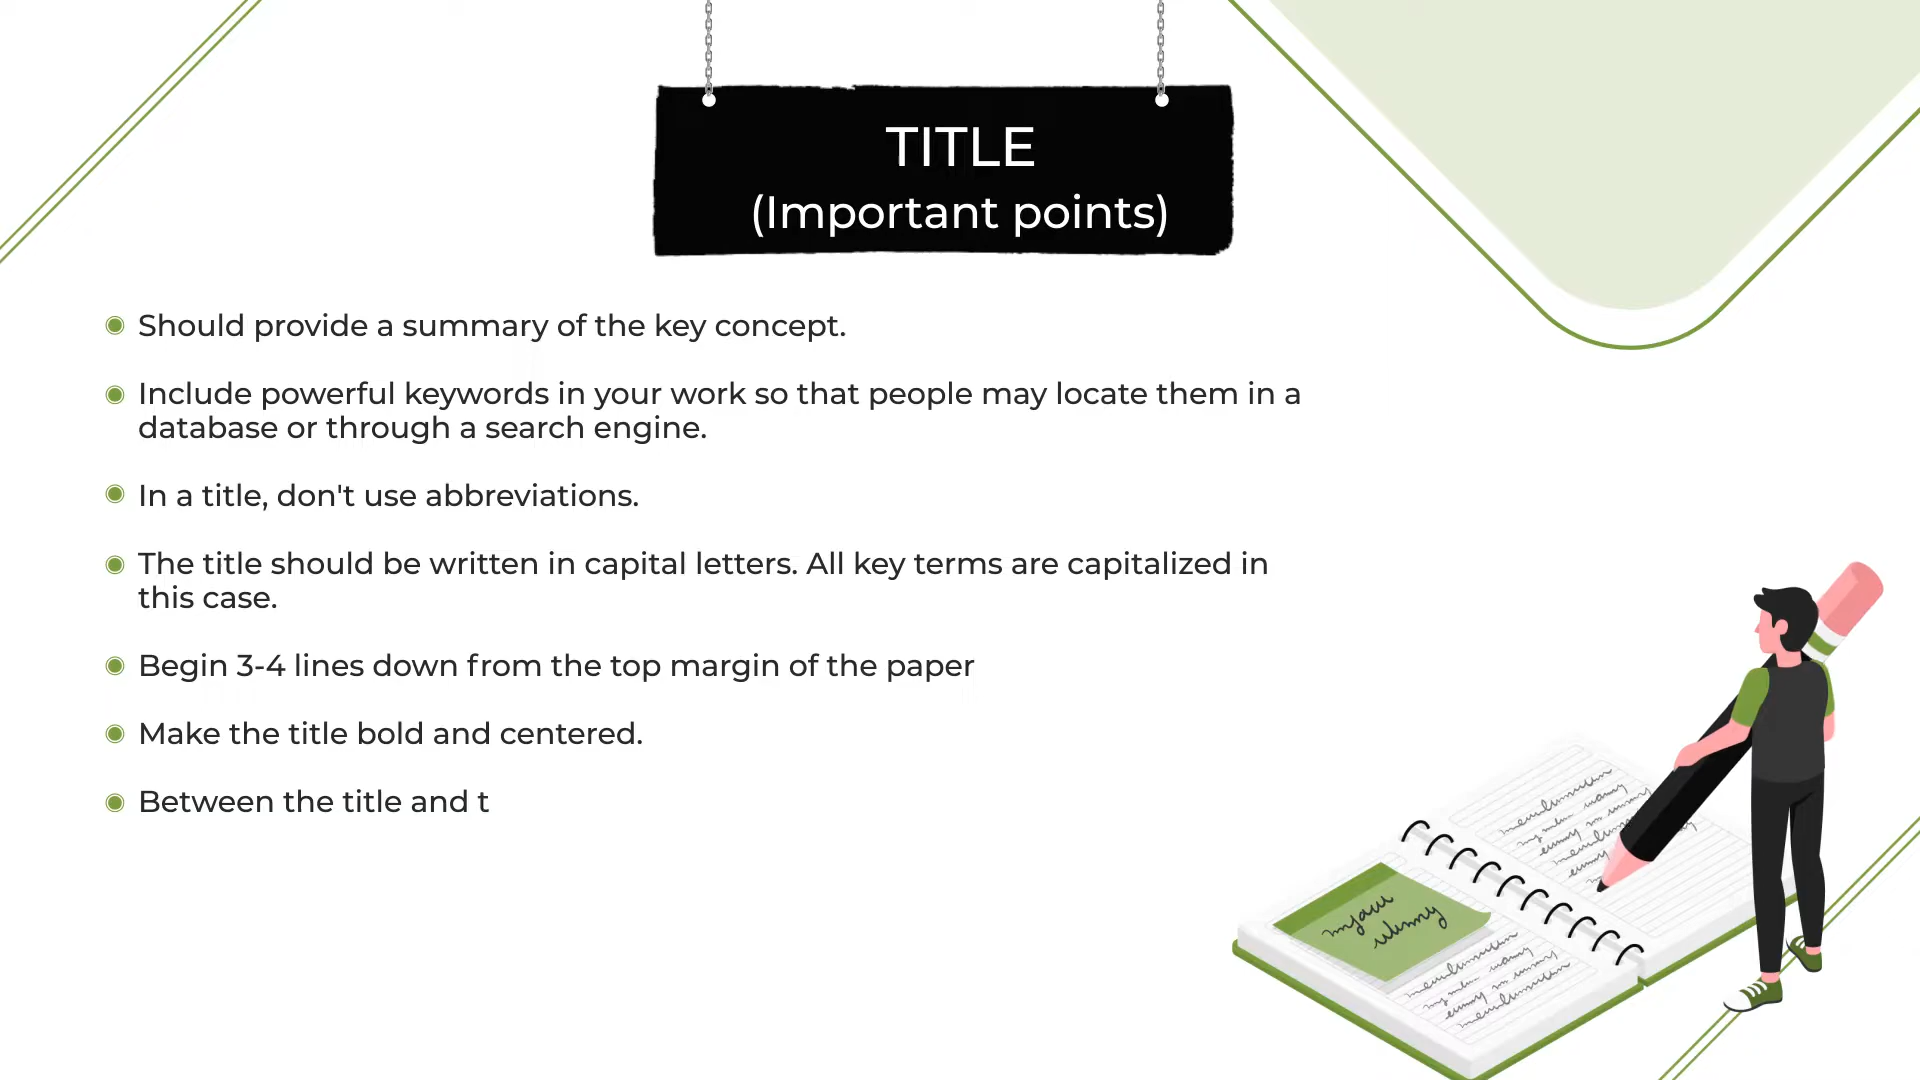 TITLE
(Important points)
Should provide a summary of the key concept.
Include powerful keywords in your work so that people may locate them in a
database or through a search engine.
In a title, don't use abbreviations.
The title should be written in capital letters. All key terms are capitalized in
this case.
Begin 3-4 lines down from the top margin of the paper
Make the title bold and centered.
Between the title and t